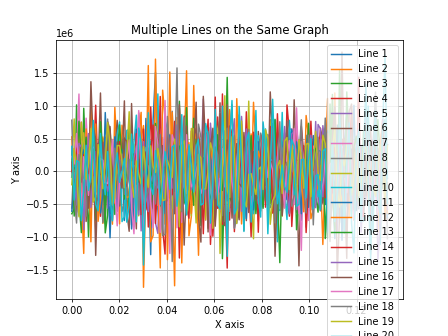 Multiple Lines on the Same Graph
1e6
1.5
1.0
0.5
0.0
−0.5
−1.0
−1.5
Y axis
0.00
0.02
0.04
0.06
0.08
0.10
X axis
Line 1
Line 2
Line 3
Line 4
Line 5
Line 6
Line 7
Line 8
Line 9
Line 10
Line 11
Line 12
Line 13
Line 14
Line 15
Line 16
Line 17
Line 18
Line 19
Line 20